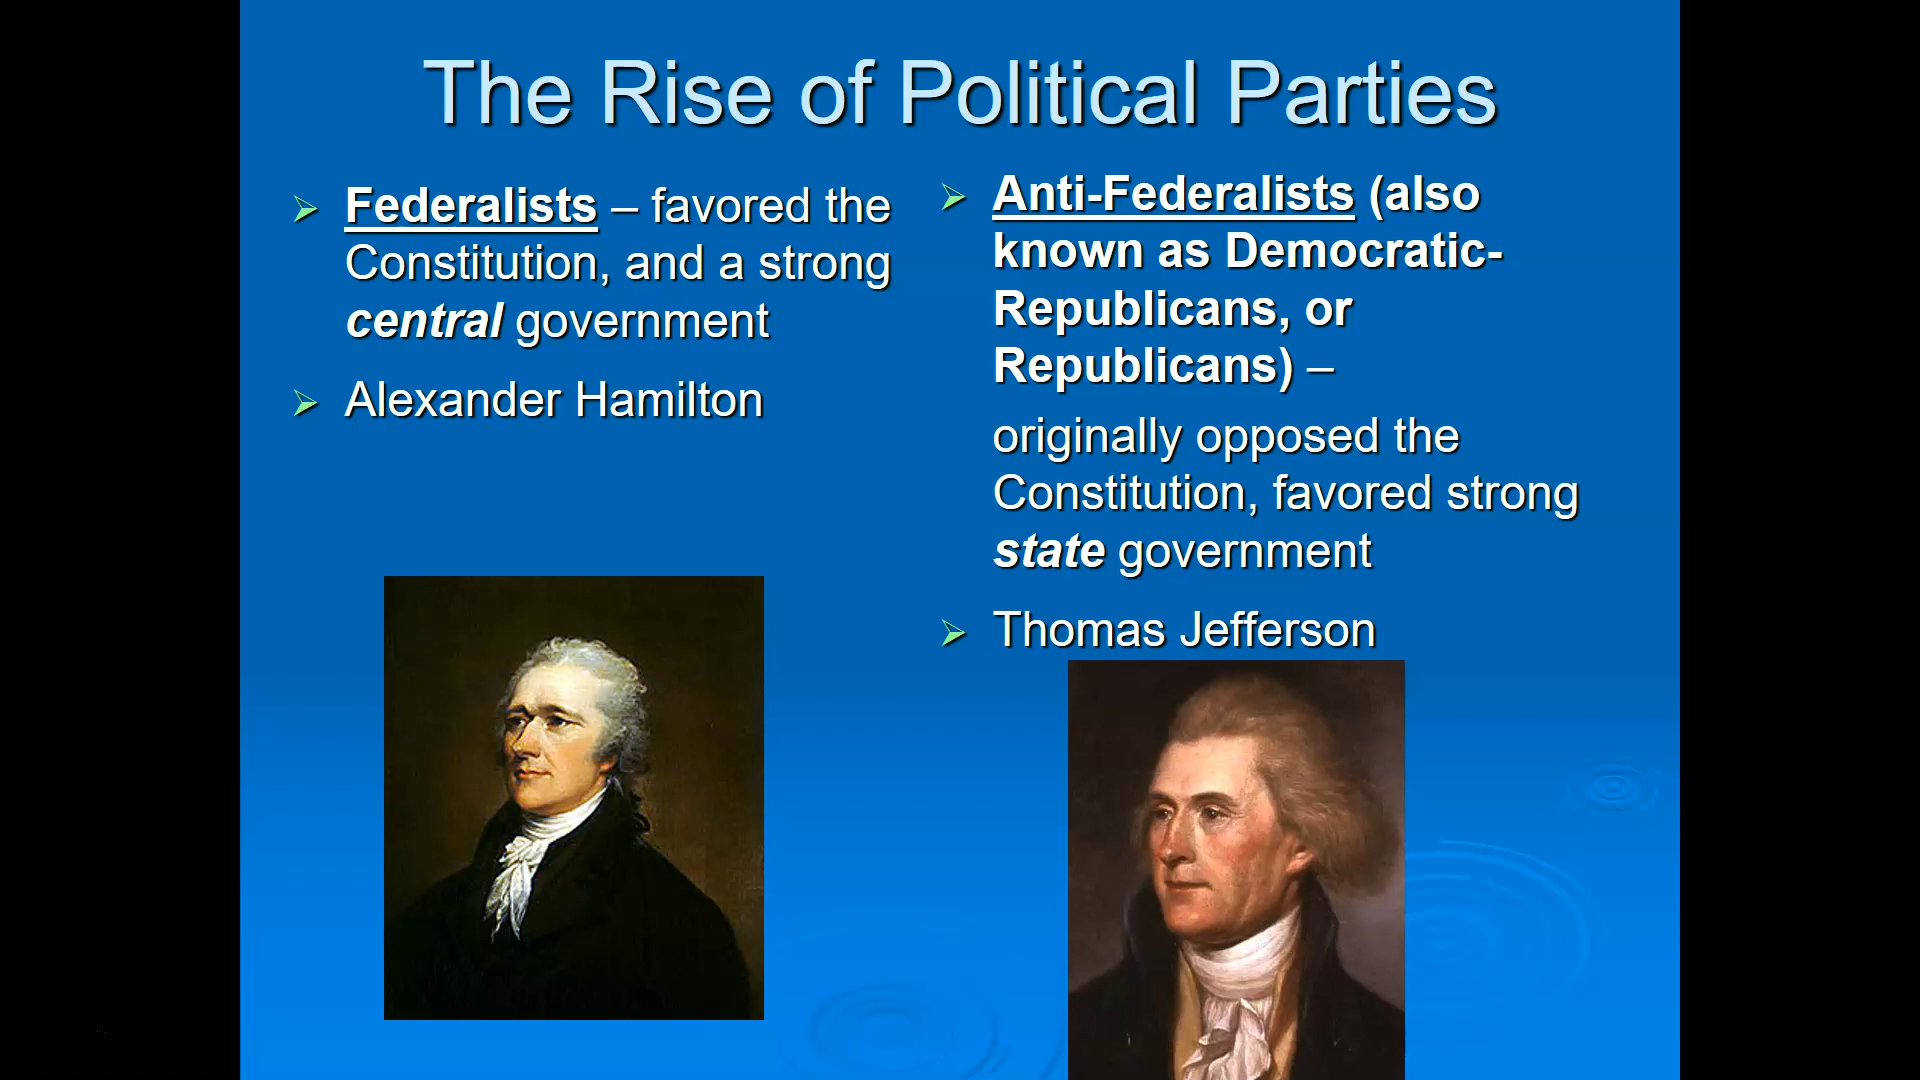 The Rise of Political Parties
Federalists – favored the
Constitution, and a strong
central government
Alexander Hamilton
Anti-Federalists (also
known as Democratic-
Republicans, or
Republicans) –
originally opposed the
Constitution, favored strong
state government
Thomas Jefferson